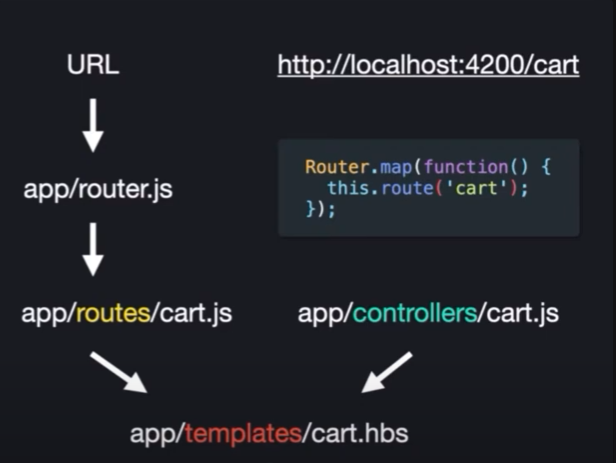 URL
http://localhost:4200/cart
app/router.js
Router.map(function() {
  this.route('cart');
});
app/routes/cart.js
app/controllers/cart.js
app/templates/cart.hbs